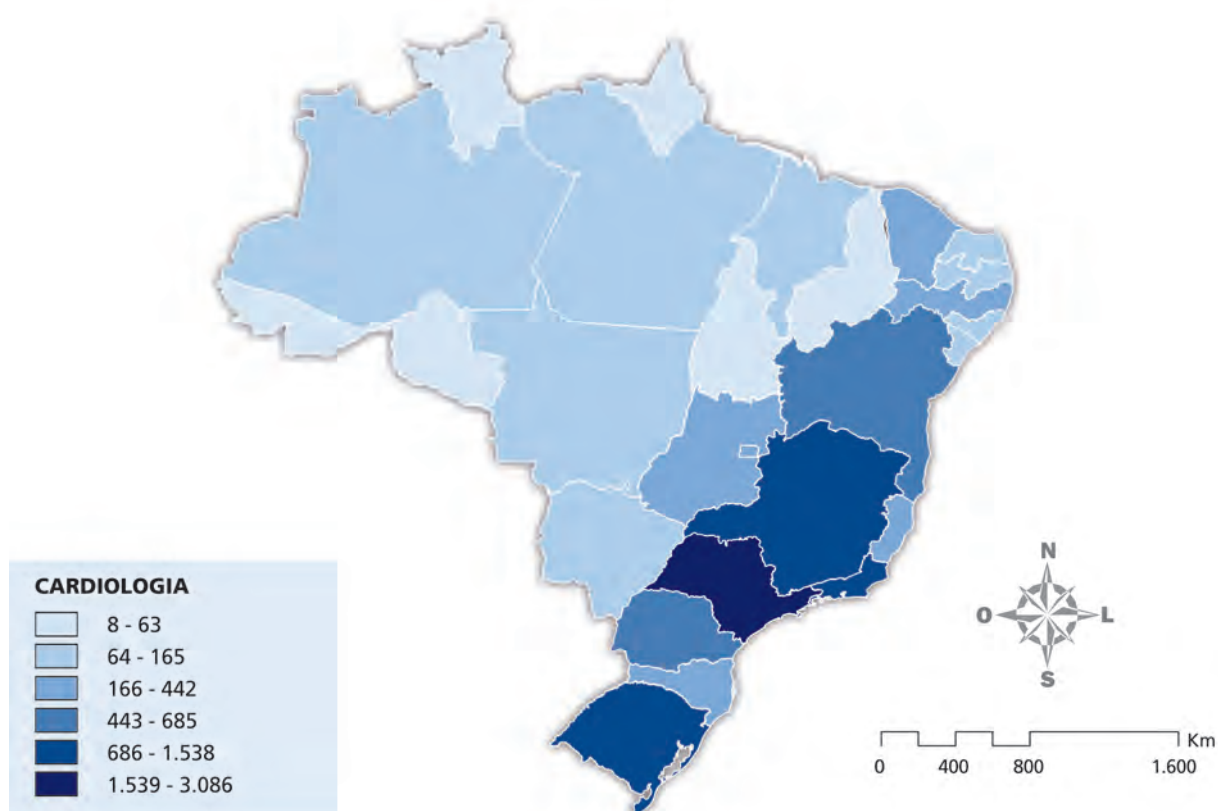 CARDIOLOGIA
8 - 63
64 - 165
166 - 442
443 - 685
686 - 1.538
1.539 - 3.086
N
O L
S
Km
0 400 800 1.600